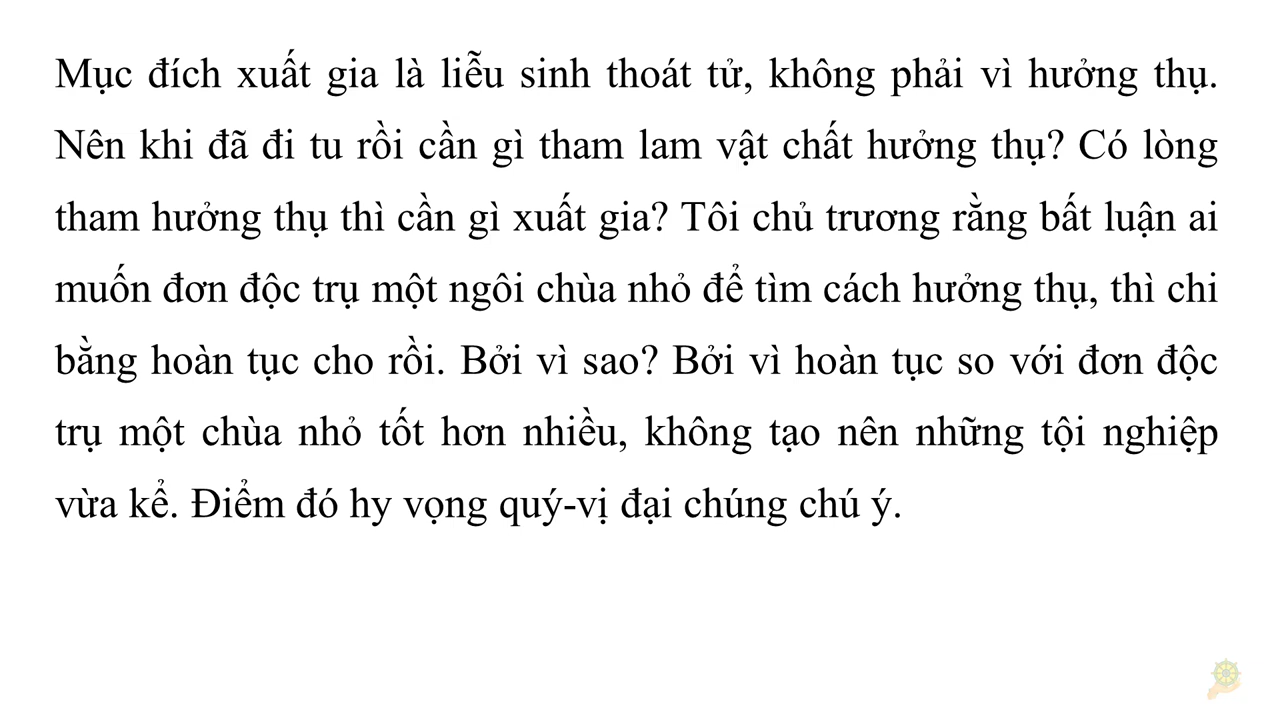 Mục đích xuất gia là liễu sinh thoát tử, không phải vì hưởng thụ.
Nên khi đã đi tu rồi cần gì tham lam vật chất hưởng thụ? Có lòng
tham hưởng thụ thì cần gì xuất gia? Tôi chủ trương rằng bất luận ai
muốn đơn độc trụ một ngôi chùa nhỏ để tìm cách hưởng thụ, thì chi
bằng hoàn tục cho rồi. Bởi vì sao? Bởi vì hoàn tục so với đơn độc
trụ một chùa nhỏ tốt hơn nhiều, không tạo nên những tội nghiệp
vừa kể. Điểm đó hy vọng quý-vị đại chúng chú ý.